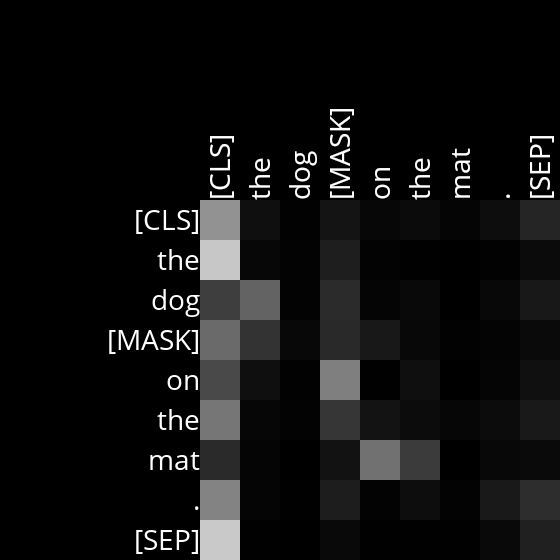 [CLS] the dog [MASK] on the mat . [SEP]
[CLS]
the
dog
[MASK]
on
the
mat
.
[SEP]